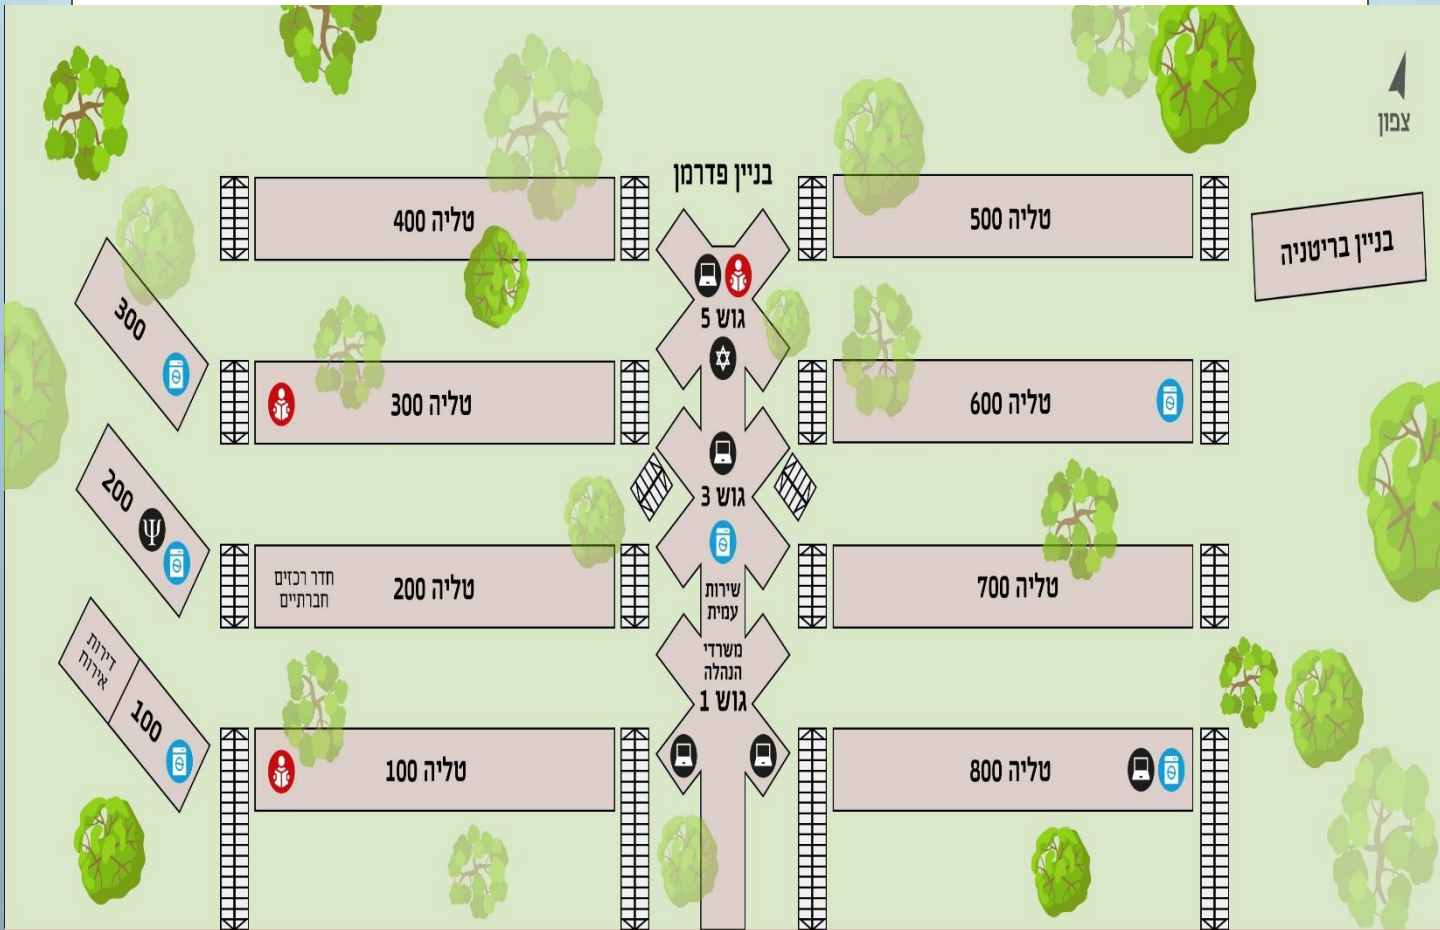 צפון
בניין פדרמן
טליה 400
טליה 500
בניין בריטניה
300
גוש 5
טליה 300
טליה 600
200
Ψ
גוש 3
חדר רכזים
חברתיים
טליה 200
שירות
עמית
טליה 700
דירות
אירוח
100
משרדי
הנהלה
גוש 1
טליה 100
טליה 800